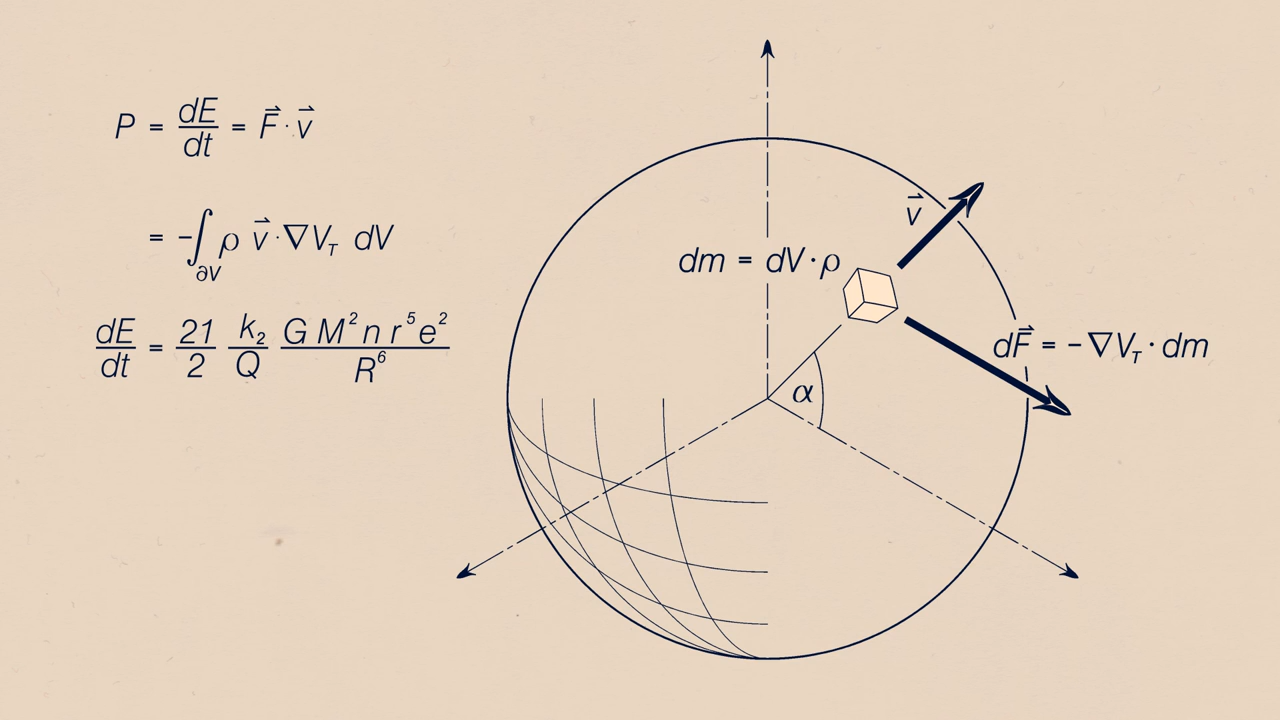 P = dE/dt = F⃗ · v⃗
= -∫∂V ρ v⃗ · ∇V_T dV
dE/dt = 21/2 k₂/Q G M² n r⁵ e²/R⁶
v⃗
dm = dV · ρ
dF⃗ = - ∇V_T · dm
α